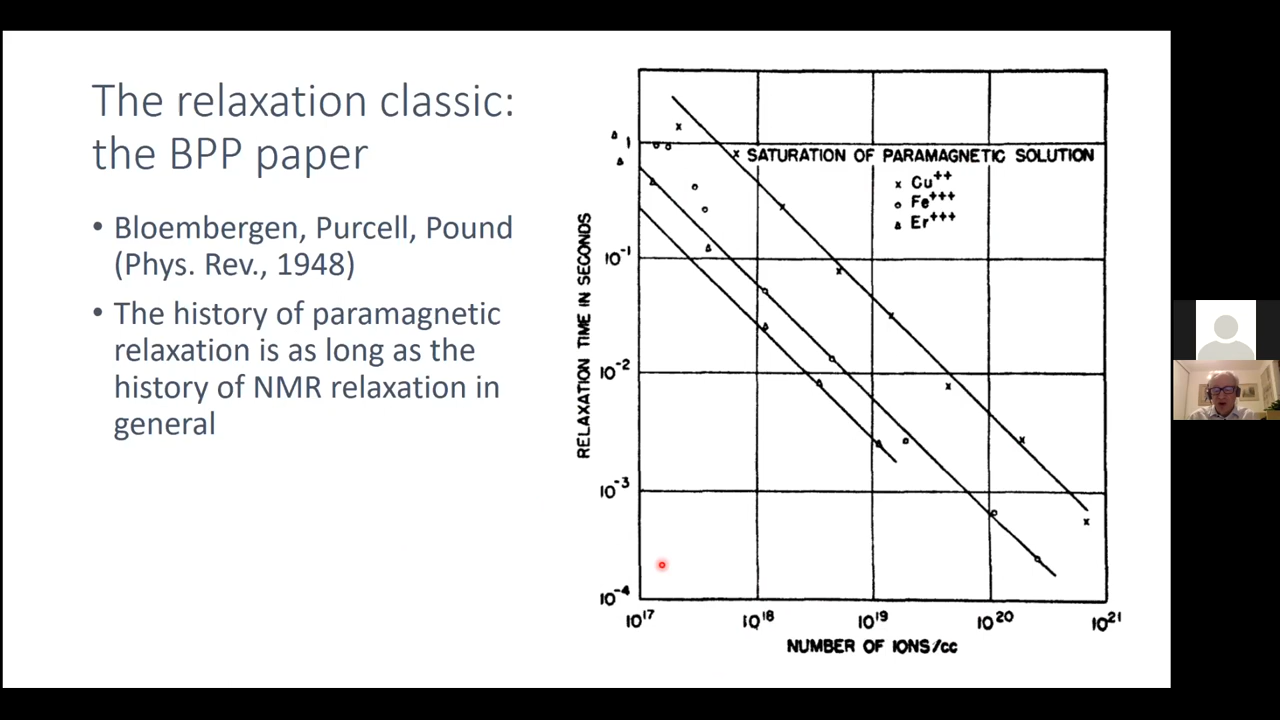 The relaxation classic:
the BPP paper
• Bloembergen, Purcell, Pound
(Phys. Rev., 1948)
• The history of paramagnetic
relaxation is as long as the
history of NMR relaxation in
general
RELAXATION TIME IN SECONDS
1
10⁻¹
10⁻²
10⁻³
10⁻⁴
SATURATION OF PARAMAGNETIC SOLUTION
x Cu⁺⁺
o Fe⁺⁺⁺
▵ Er⁺⁺⁺
10¹⁷ 10¹⁸ 10¹⁹ 10²⁰ 10²¹
NUMBER OF IONS/cc